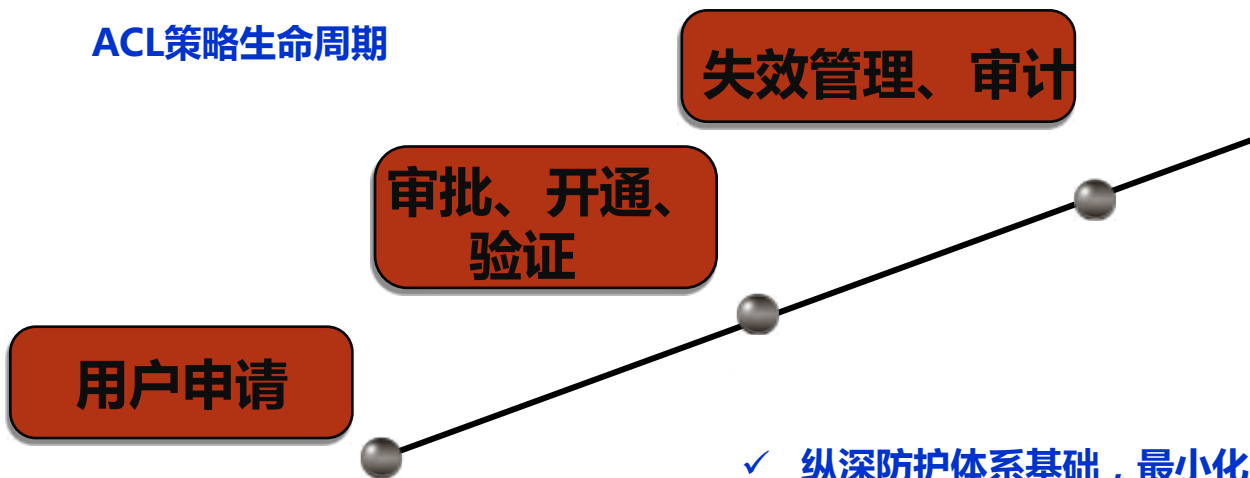 ACL策略生命周期
失效管理、审计
审批、开通、
验证
用户申请
✓ 纵深防护体系基础，最小化